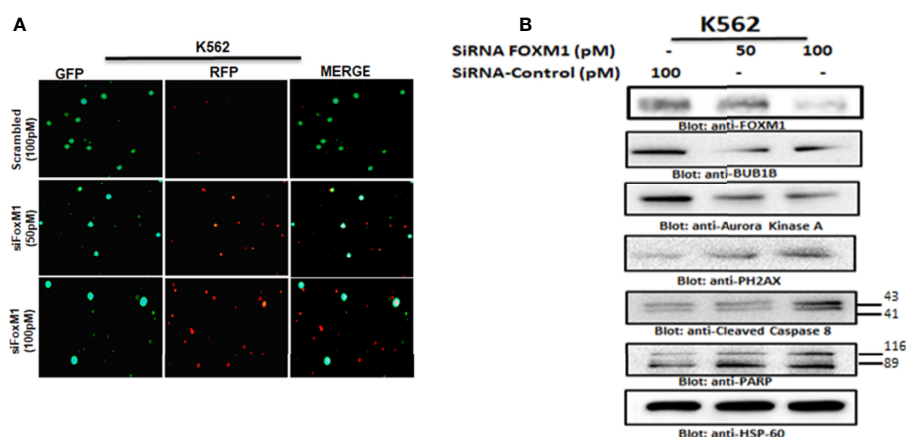 A
K562
GFP RFP MERGE
Scrambled
(100pM)
siFoxM1
(50pM)
siFoxM1
(100pM)
B
K562
SiRNA FOXM1 (pM) - 50 100
SiRNA-Control (pM) 100 - -
Blot: anti-FOXM1
Blot: anti-BUB1B
Blot: anti-Aurora Kinase A
Blot: anti-PH2AX
43
41
Blot: anti-Cleaved Caspase 8
116
89
Blot: anti-PARP
Blot: anti-HSP-60